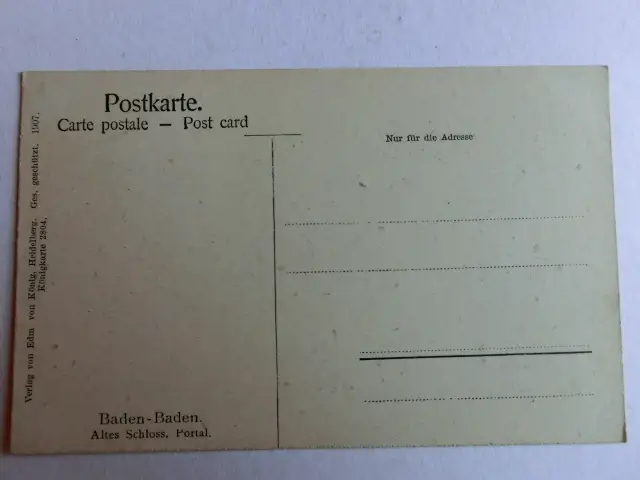 Postkarte.
Carte postale — Post card
Nur für die Adresse
Verlag von Edm von König, Heidelberg. Ges. geschützt. 1907.
Königkarte 2804.
Baden-Baden.
Altes Schloss, Portal.